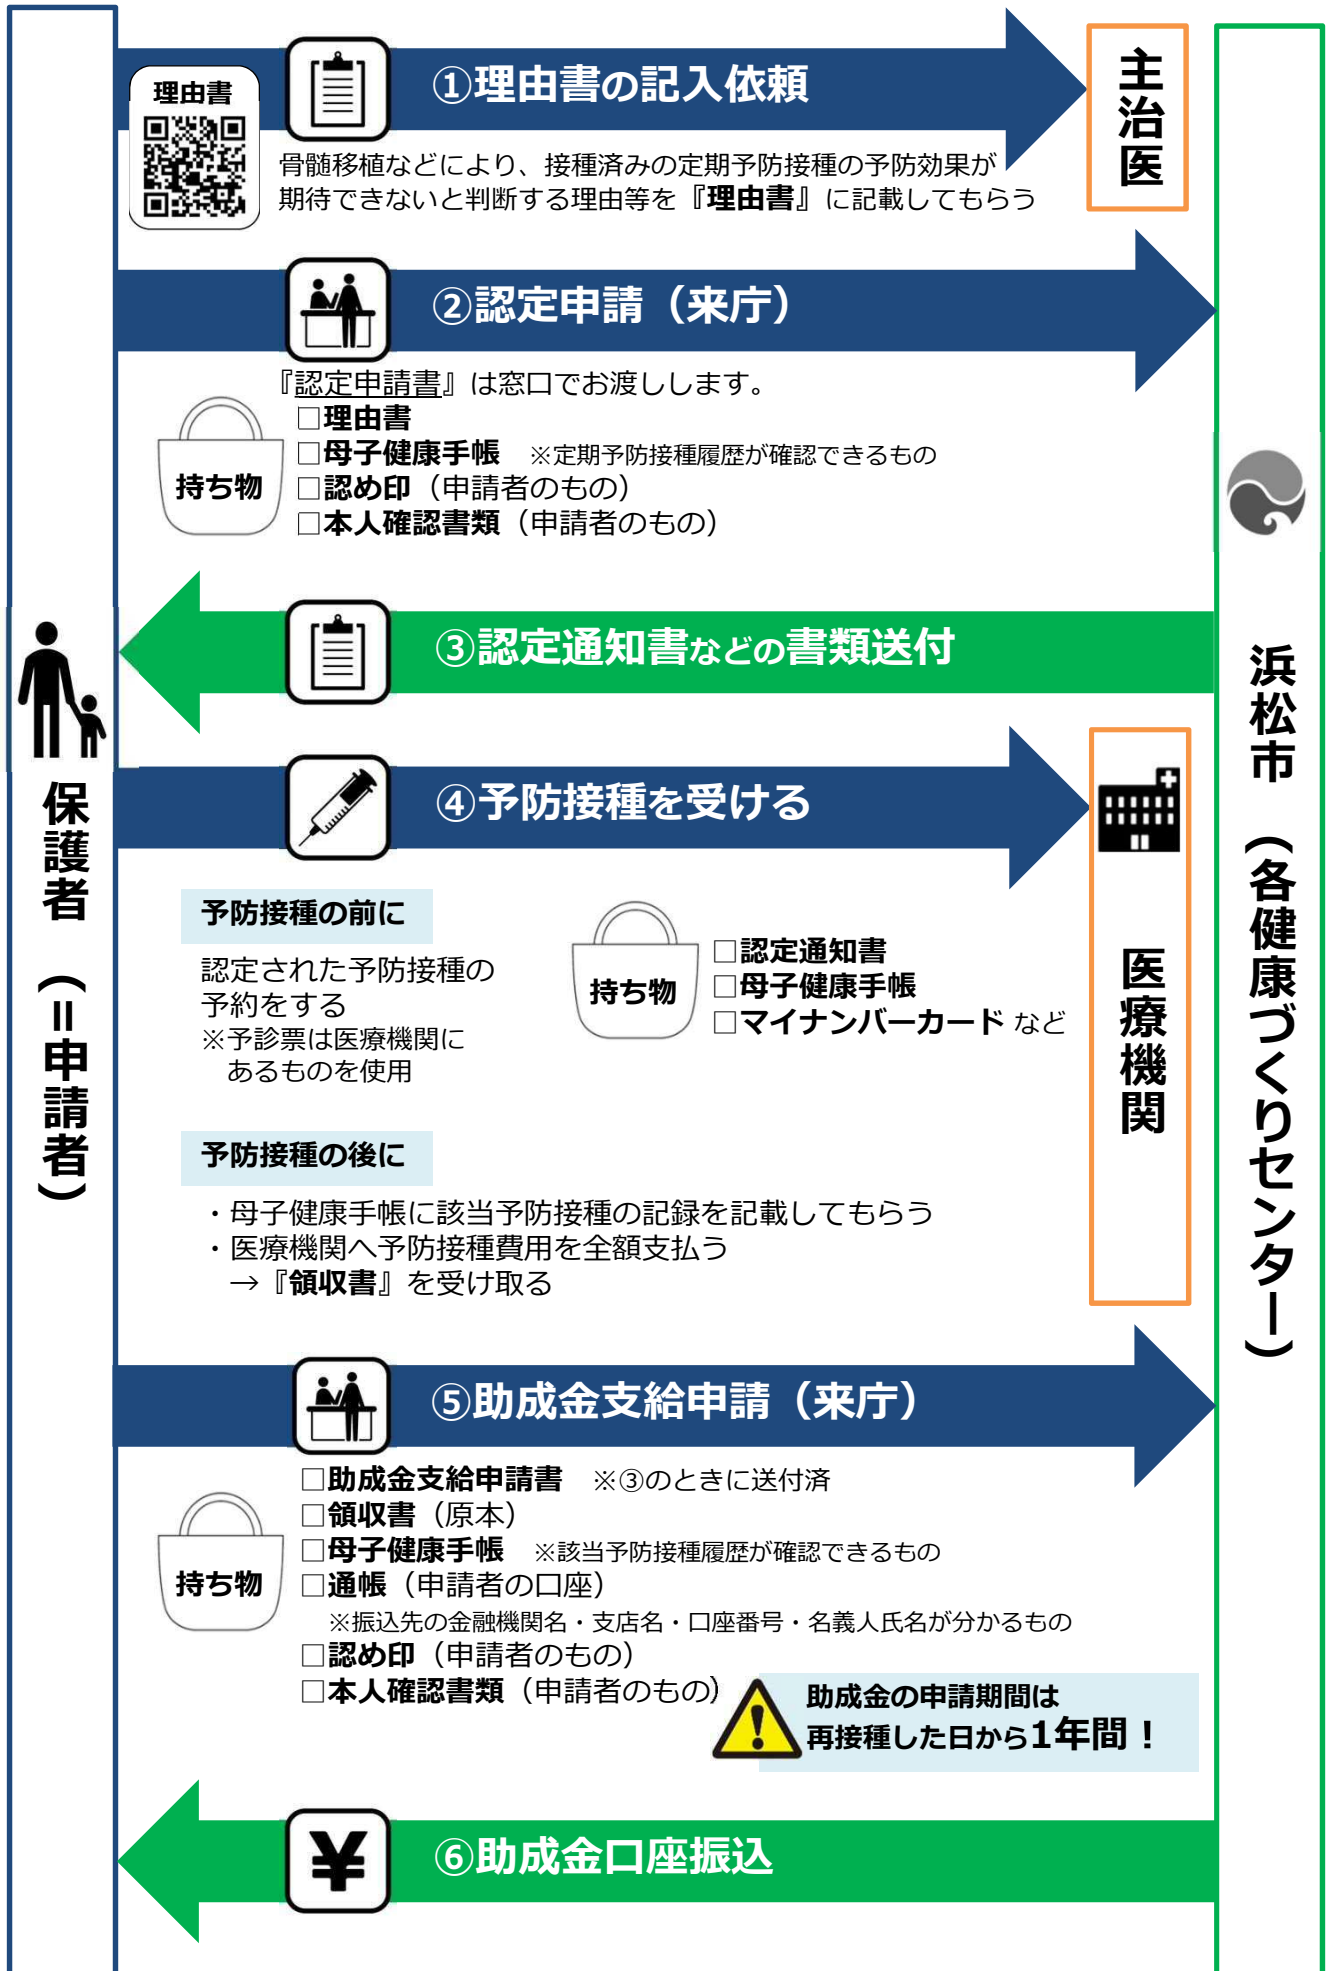 保護者 (=申請者)
理由書
①理由書の記入依頼
主治医
骨髄移植などにより、接種済みの定期予防接種の予防効果が
期待できないと判断する理由等を『理由書』に記載してもらう
②認定申請(来庁)
『認定申請書』は窓口でお渡しします。
持ち物
□理由書
□母子健康手帳 ※定期予防接種履歴が確認できるもの
□認め印(申請者のもの)
□本人確認書類(申請者のもの)
③認定通知書などの書類送付
④予防接種を受ける
医療機関
予防接種の前に
認定された予防接種の
予約をする
※予診票は医療機関に
あるものを使用
持ち物
□認定通知書
□母子健康手帳
□マイナンバーカード など
予防接種の後に
・母子健康手帳に該当予防接種の記録を記載してもらう
・医療機関へ予防接種費用を全額支払う
→『領収書』を受け取る
⑤助成金支給申請(来庁)
持ち物
□助成金支給申請書 ※③のときに送付済
□領収書(原本)
□母子健康手帳 ※該当予防接種履歴が確認できるもの
□通帳(申請者の口座)
※振込先の金融機関名・支店名・口座番号・名義人氏名が分かるもの
□認め印(申請者のもの)
□本人確認書類(申請者のもの)
助成金の申請期間は
再接種した日から1年間!
¥
⑥助成金口座振込
浜松市 (各健康づくりセンター)